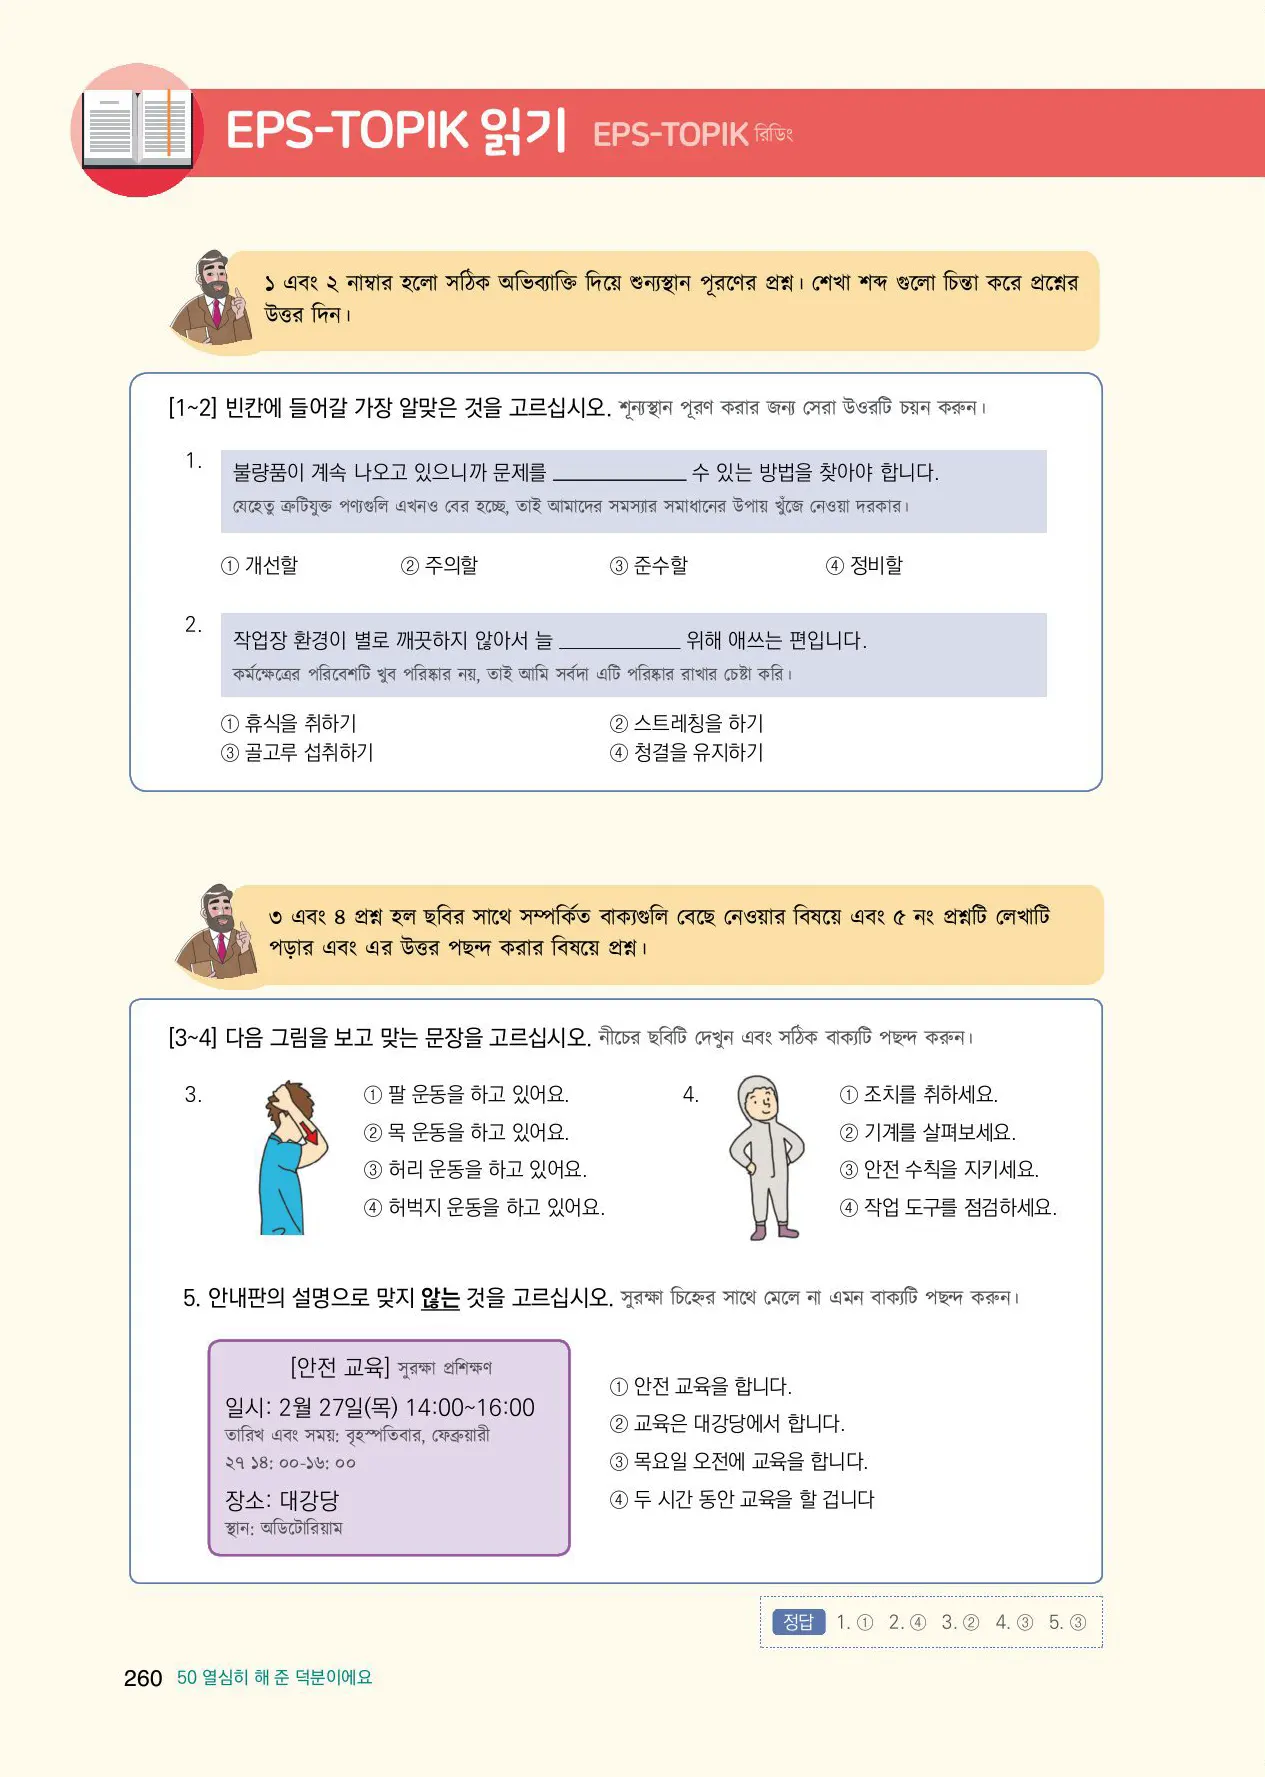 EPS-TOPIK 읽기 EPS-TOPIK রিডিং
১ এবং ২ নাম্বার হলো সঠিক অভিব্যাক্তি দিয়ে শুন্যস্থান পূরণের প্রশ্ন। শেখা শব্দ গুলো চিন্তা করে প্রশ্নের
উত্তর দিন।
[1~2] 빈칸에 들어갈 가장 알맞은 것을 고르십시오. শূন্যস্থান পূরণ করার জন্য সেরা উওরটি চয়ন করুন।
1. 불량품이 계속 나오고 있으니까 문제를 ____________ 수 있는 방법을 찾아야 합니다.
যেহেতু ত্রুটিযুক্ত পণ্যগুলি এখনও বের হচ্ছে, তাই আমাদের সমস্যার সমাধানের উপায় খুঁজে নেওয়া দরকার।
① 개선할 ② 주의할 ③ 준수할 ④ 정비할
2. 작업장 환경이 별로 깨끗하지 않아서 늘 ___________ 위해 애쓰는 편입니다.
কর্মক্ষেত্রের পরিবেশটি খুব পরিষ্কার নয়, তাই আমি সর্বদা এটি পরিষ্কার রাখার চেষ্টা করি।
① 휴식을 취하기 ② 스트레칭을 하기
③ 골고루 섭취하기 ④ 청결을 유지하기
৩ এবং ৪ প্রশ্ন হল ছবির সাথে সম্পর্কিত বাক্যগুলি বেছে নেওয়ার বিষয়ে এবং ৫ নং প্রশ্নটি লেখাটি
পড়ার এবং এর উত্তর পছন্দ করার বিষয়ে প্রশ্ন।
[3~4] 다음 그림을 보고 맞는 문장을 고르십시오. নীচের ছবিটি দেখুন এবং সঠিক বাক্যটি পছন্দ করুন।
3. ① 팔 운동을 하고 있어요.
② 목 운동을 하고 있어요.
③ 허리 운동을 하고 있어요.
④ 허벅지 운동을 하고 있어요.
4. ① 조치를 취하세요.
② 기계를 살펴보세요.
③ 안전 수칙을 지키세요.
④ 작업 도구를 점검하세요.
5. 안내판의 설명으로 맞지 않는 것을 고르십시오. সুরক্ষা চিহ্নের সাথে মেলে না এমন বাক্যটি পছন্দ করুন।
[안전 교육] সুরক্ষা প্রশিক্ষণ
일시: 2월 27일(목) 14:00~16:00
তারিখ এবং সময়: বৃহস্পতিবার, ফেব্রুয়ারী
২৭ ১৪: ০০-১৬: ০০
장소: 대강당
স্থান: অডিটোরিয়াম
① 안전 교육을 합니다.
② 교육은 대강당에서 합니다.
③ 목요일 오전에 교육을 합니다.
④ 두 시간 동안 교육을 할 겁니다
정답 1. ① 2. ④ 3. ② 4. ③ 5. ③
260 50 열심히 해 준 덕분이에요